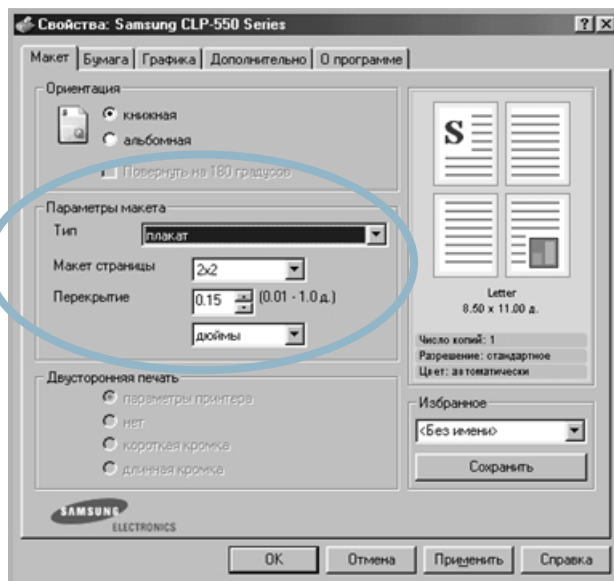 Свойства: Samsung CLP-550 Series
Макет Бумага Графика Дополнительно О программе
Ориентация
книжная
альбомная
Повернуть на 180 градусов
Параметры макета
Тип плакат
Макет страницы 2x2
Перекрытие 0.15 (0.01 - 1.0 д.)
дюймы
Двусторонняя печать
параметры принтера
нет
короткая кромка
длинная кромка
SAMSUNG
ELECTRONICS
S
Letter
8.50 x 11.00 д.
Число копий: 1
Разрешение: стандартное
Цвет: автоматически
Избранное
<Без имени>
Сохранить
OK Отмена Применить Справка